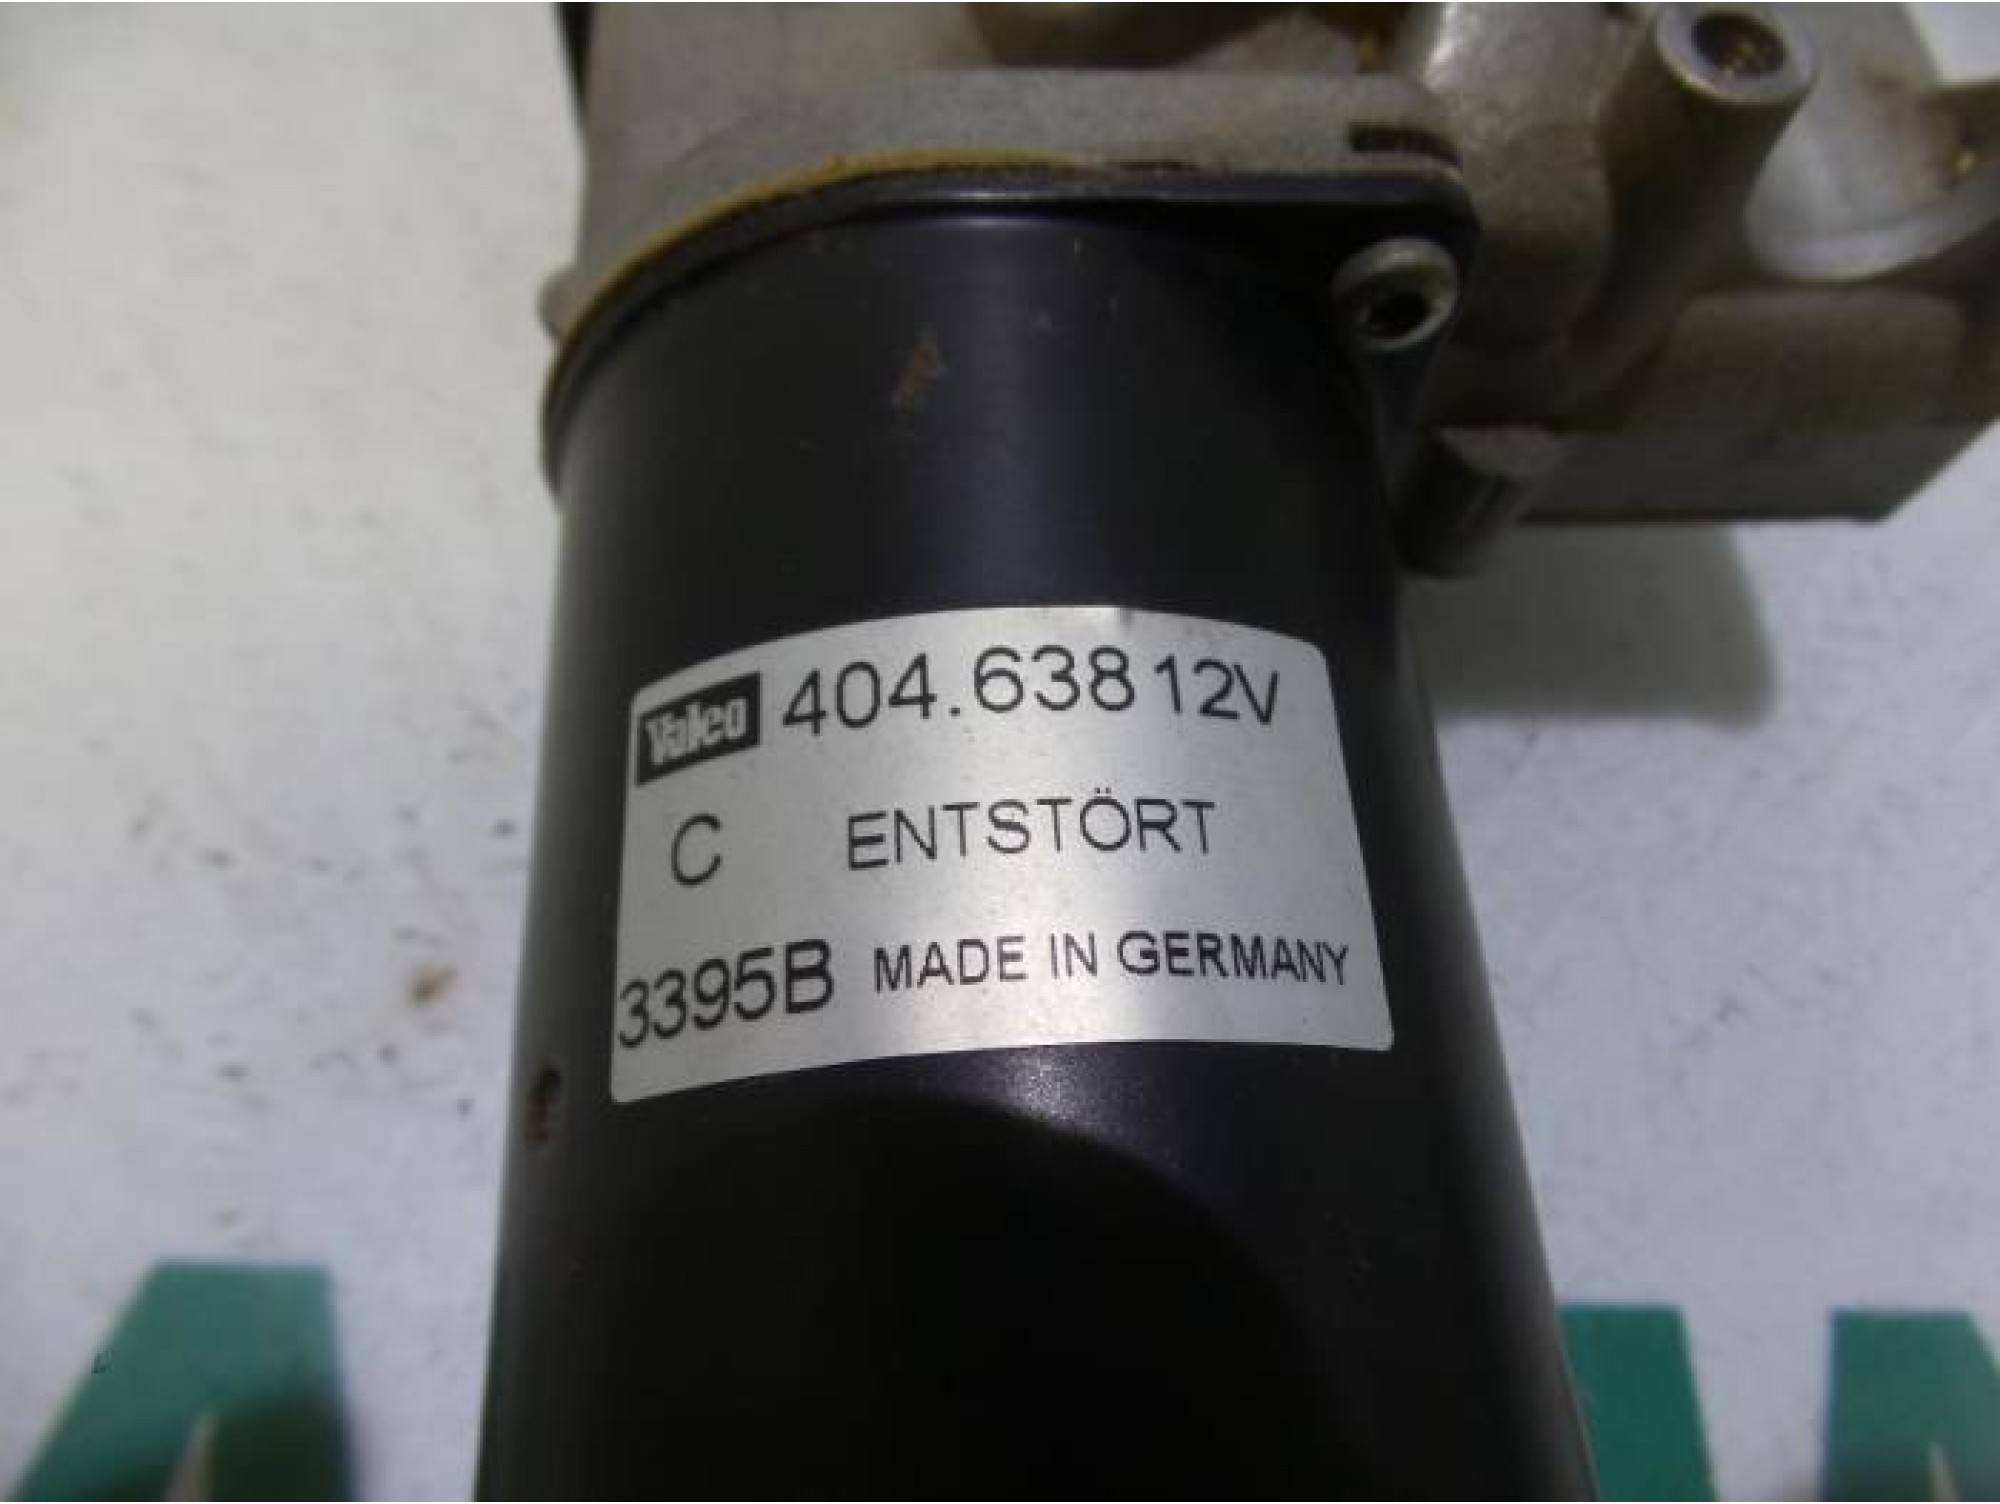 Valeo 404.638 12V
C ENTSTÖRT
3395B MADE IN GERMANY